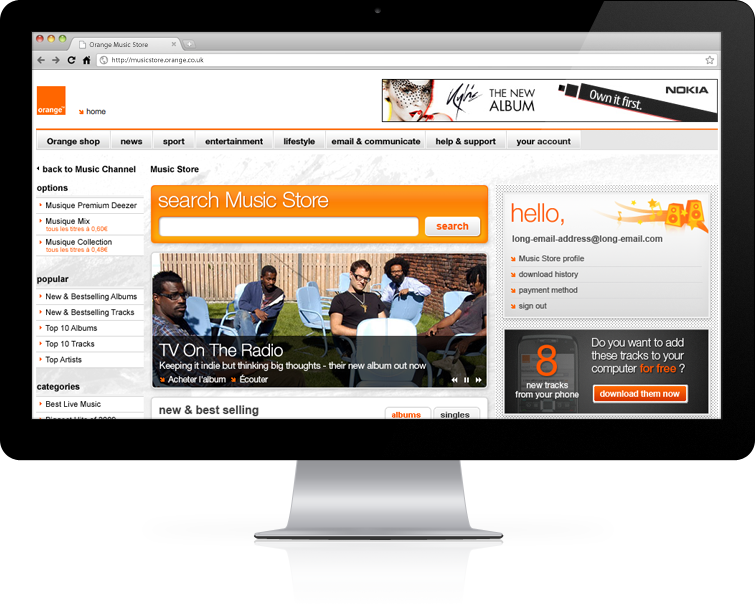 Orange Music Store
http://musicstore.orange.co.uk
orange™
home
Kylie
THE NEW
ALBUM
Own it first.
NOKIA
Orange shop
news
sport
entertainment
lifestyle
email & communicate
help & support
your account
back to Music Channel
Music Store
options
Musique Premium Deezer
Musique Mix
tous les titres à 0,60€
Musique Collection
tous les titres à 0,48€
popular
New & Bestselling Albums
New & Bestselling Tracks
Top 10 Albums
Top 10 Tracks
Top Artists
categories
Best Live Music
Biggest Hits of 2009
search Music Store
search
TV On The Radio
Keeping it indie but thinking big thoughts - their new album out now
Acheter l'album
Écouter
new & best selling
albums
singles
hello,
long-email-address@long-email.com
Music Store profile
download history
payment method
sign out
8
new tracks
from your phone
Do you want to add
these tracks to your
computer for free ?
download them now